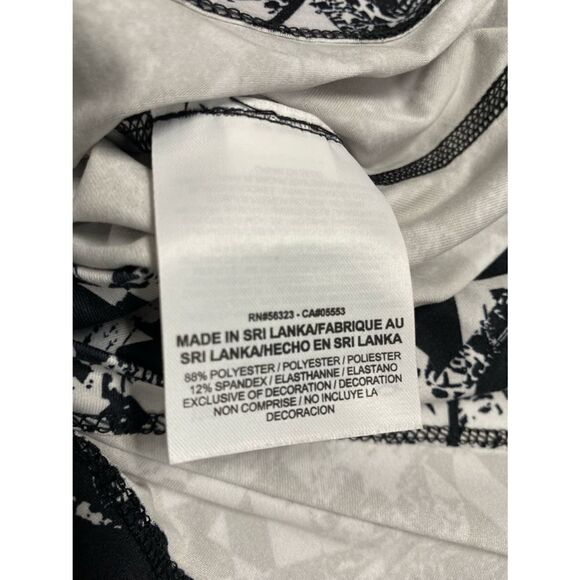 RN#56323 - CA#05553
MADE IN SRI LANKA/FABRIQUE AU
SRI LANKA/HECHO EN SRI LANKA
88% POLYESTER / POLYESTER / POLIESTER
12% SPANDEX / ELASTHANNE / ELASTANO
EXCLUSIVE OF DECORATION / DECORATION
NON COMPRISE / NO INCLUYE LA
DECORACION